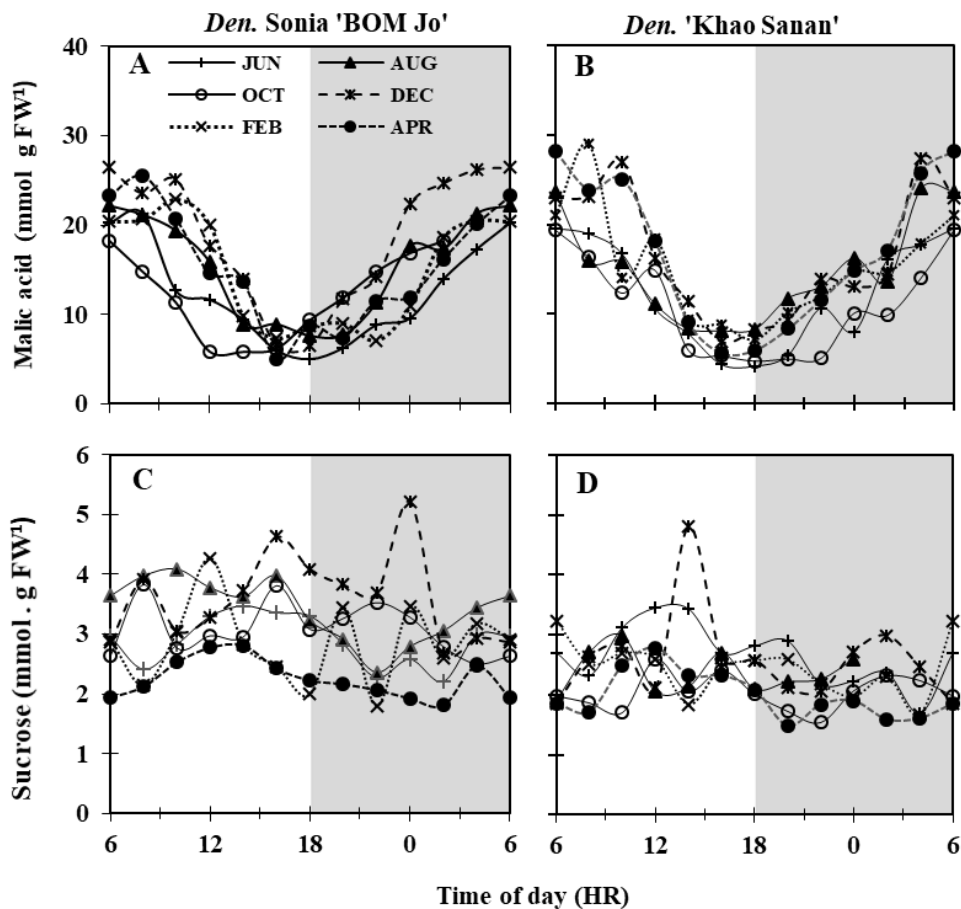 Den. Sonia 'BOM Jo'
Den. 'Khao Sanan'
40
30
20
10
0
Malic acid (mmol g FW¹)
A
JUN
AUG
OCT
DEC
FEB
APR
B
6
5
4
3
2
1
0
Sucrose (mmol . g FW¹)
C
D
6
12
18
0
6
6
12
18
0
6
Time of day (HR)